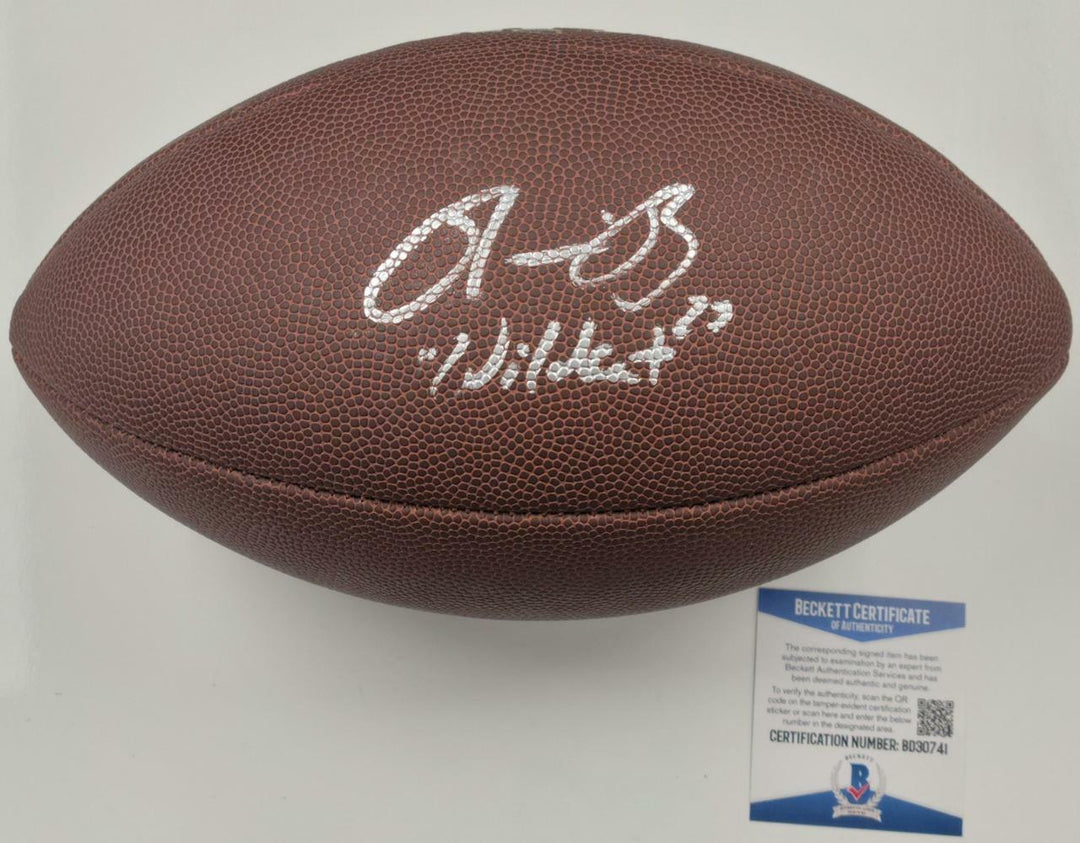 "Wildcat"
BECKETT CERTIFICATE
OF AUTHENTICITY
The corresponding signed item has been
subjected to examination by an expert from
Beckett Authentication Services and has
been deemed authentic and genuine.
To verify the authenticity, scan the QR
code on the tamper-evident certification
sticker or scan here and enter the below
number in the designated area.
CERTIFICATION NUMBER: BD30741
BECKETT
B